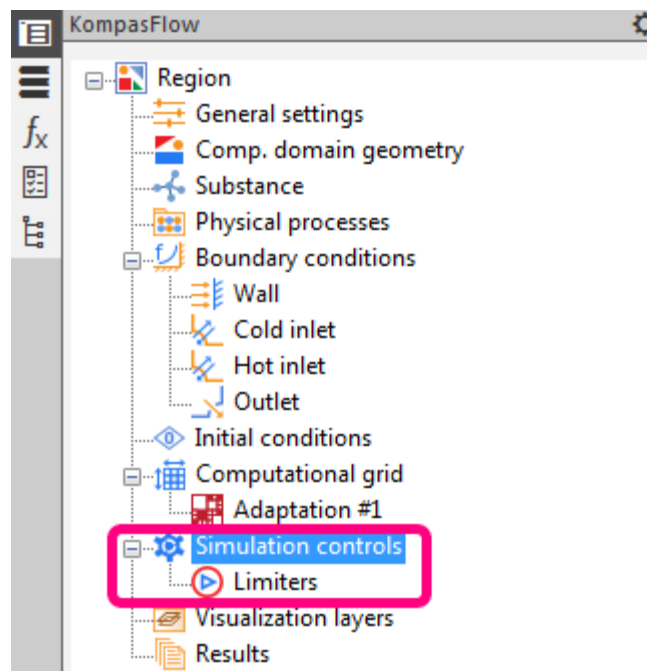 KompasFlow
Region
General settings
Comp. domain geometry
fx
Substance
Physical processes
Boundary conditions
Wall
Cold inlet
Hot inlet
Outlet
Initial conditions
Computational grid
Adaptation #1
Simulation controls
Limiters
Visualization layers
Results